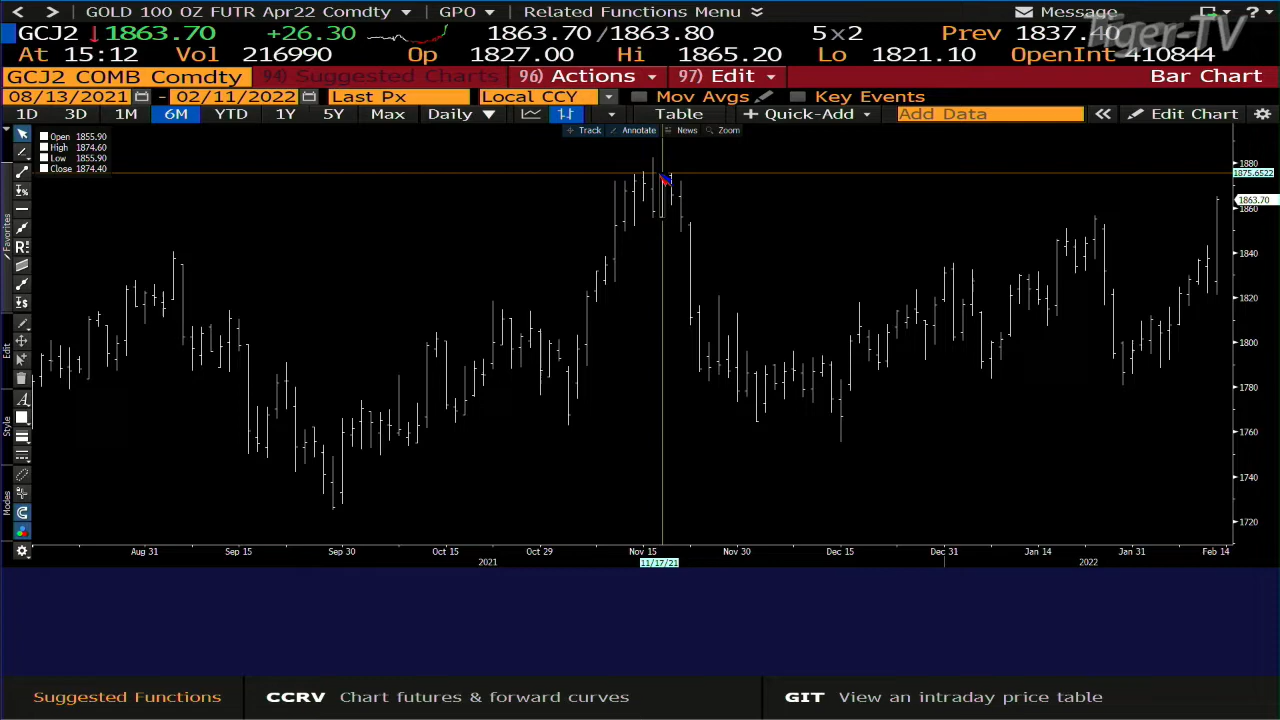 < > GOLD 100 OZ FUTR Apr22 Comdty GPO Related Functions Menu Message ?
GCJ2 ↓1863.70 +26.30 1863.70/1863.80 5x2 Prev 1837.40
Tiger-TV
At 15:12 Vol 216990 Op 1827.00 Hi 1865.20 Lo 1821.10 OpenInt 410844
GCJ2 COMB Comdty 94) Suggested Charts 96) Actions 97) Edit Bar Chart
08/13/2021 - 02/11/2022 Last Px Local CCY Mov Avgs Key Events
1D 3D 1M 6M YTD 1Y 5Y Max Daily ▼ Table + Quick-Add Add Data « Edit Chart
Track Annotate News Zoom
Open 1855.90
High 1874.60
Low 1855.90
Close 1874.40
1880
1875.6522
1863.70
1860
1840
1820
1800
1780
1760
1740
1720
Favorites
Edit
Style
Modes
Aug 31 Sep 15 Sep 30 Oct 15 Oct 29 Nov 15 Nov 30 Dec 15 Dec 31 Jan 14 Jan 31 Feb 14
2021 11/17/21 2022
Suggested Functions CCRV Chart futures & forward curves GIT View an intraday price table